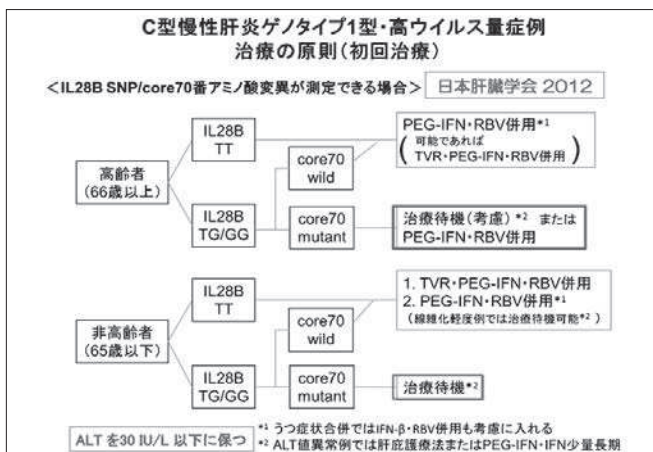 C型慢性肝炎ゲノタイプ1型・高ウイルス量症例
治療の原則(初回治療)
<IL28B SNP/core70番アミノ酸変異が測定できる場合>
日本肝臓学会 2012
高齢者
(66歳以上)
IL28B
TT
IL28B
TG/GG
core70
wild
core70
mutant
PEG-IFN・RBV併用*1
(可能であれば
TVR・PEG-IFN・RBV併用)
治療待機(考慮)*2 または
PEG-IFN・RBV併用
非高齢者
(65歳以下)
IL28B
TT
IL28B
TG/GG
core70
wild
core70
mutant
1. TVR・PEG-IFN・RBV併用
2. PEG-IFN・RBV併用*1
(線維化軽度例では治療待機可能*2)
治療待機*2
ALT を30 IU/L 以下に保つ
*1 うつ症状合併ではIFN-β・RBV併用も考慮に入れる
*2 ALT値異常例では肝庇護療法またはPEG-IFN・IFN少量長期